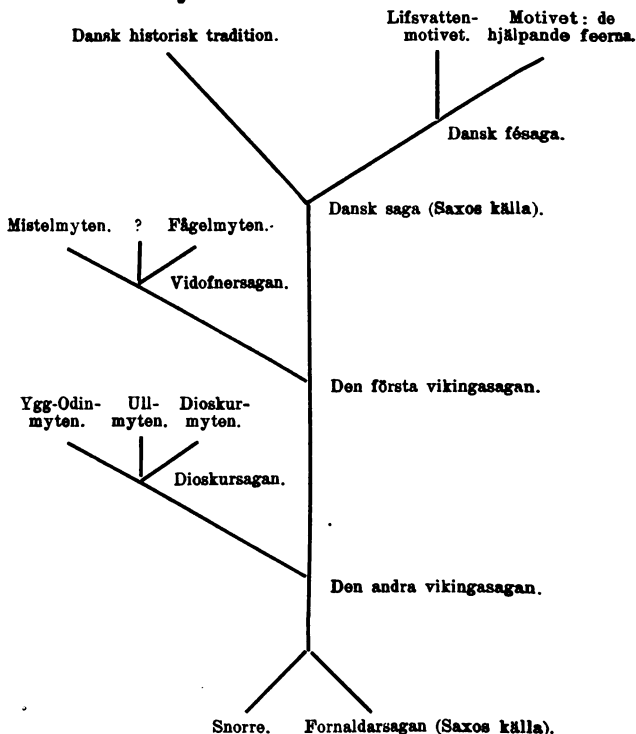 Dansk historisk tradition.
Lifsvatten-
motivet.
Motivet: de
hjälpande feerna.
Dansk fésaga.
Dansk saga (Saxos källa).
Mistelmyten. ? Fågelmyten.
Vidofnersagan.
Den första vikingasagan.
Ygg-Odin-
myten.
Ull-
myten.
Dioskur-
myten.
Dioskursagan.
Den andra vikingasagan.
Snorre. Fornaldarsagan (Saxos källa).